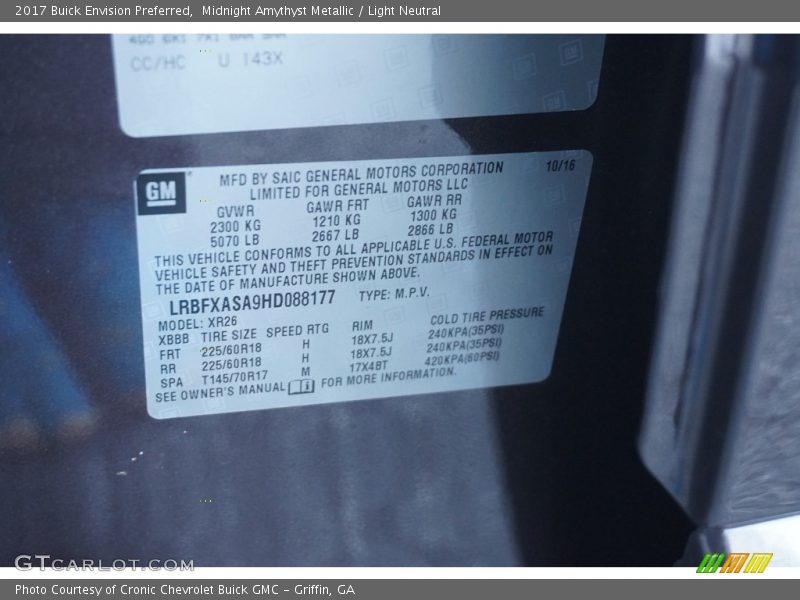 2017 Buick Envision Preferred,  Midnight Amythyst Metallic / Light Neutral
CC/HC U 143X
GM
MFD BY SAIC GENERAL MOTORS CORPORATION 10/16
LIMITED FOR GENERAL MOTORS LLC
GVWR GAWR FRT GAWR RR
2300 KG 1210 KG 1300 KG
5070 LB 2667 LB 2866 LB
THIS VEHICLE CONFORMS TO ALL APPLICABLE U.S. FEDERAL MOTOR
VEHICLE SAFETY AND THEFT PREVENTION STANDARDS IN EFFECT ON
THE DATE OF MANUFACTURE SHOWN ABOVE.
LRBFXASA9HD088177 TYPE: M.P.V.
MODEL: XR26
XBBB TIRE SIZE SPEED RTG RIM COLD TIRE PRESSURE
FRT 225/60R18 H 18X7.5J 240KPA(35PSI)
RR 225/60R18 H 18X7.5J 240KPA(35PSI)
SPA T145/70R17 M 17X4BT 420KPA(60PSI)
SEE OWNER'S MANUAL FOR MORE INFORMATION.
GTcarlot.com
Photo Courtesy of Cronic Chevrolet Buick GMC – Griffin, GA